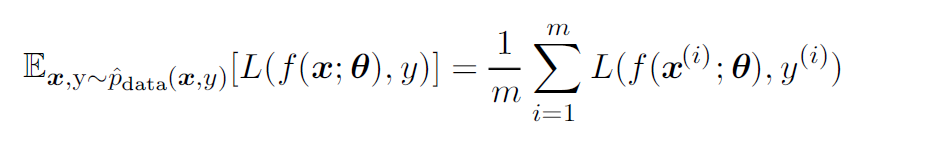 𝔼_{𝒙,y∼p̂_data(𝒙,y)}[L(f(𝒙; 𝜽), y)] = \frac{1}{m} \sum_{i=1}^{m} L(f(𝒙^{(i)}; 𝜽), y^{(i)})